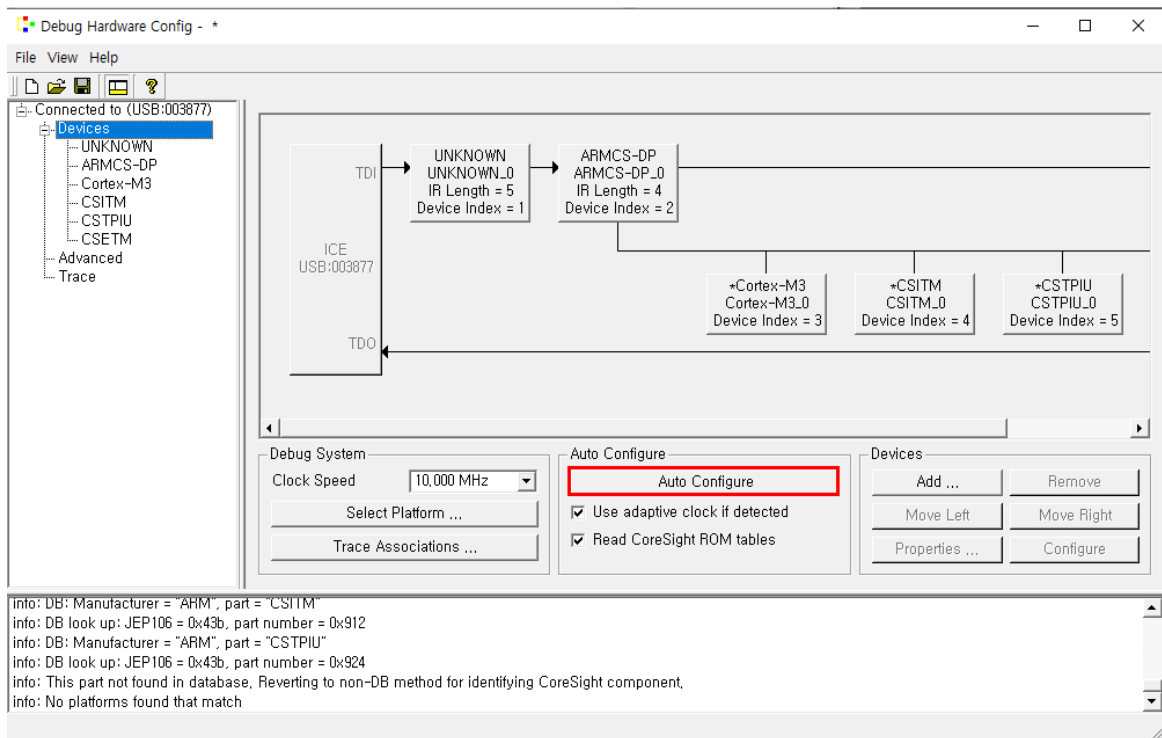 Debug Hardware Config - *
File View Help
Connected to (USB:003877)
Devices
UNKNOWN
ARMCS-DP
Cortex-M3
CSITM
CSTPIU
CSETM
Advanced
Trace
TDI
ICE
USB:003877
TDO
UNKNOWN
UNKNOWN_0
IR Length = 5
Device Index = 1
ARMCS-DP
ARMCS-DP_0
IR Length = 4
Device Index = 2
*Cortex-M3
Cortex-M3_0
Device Index = 3
*CSITM
CSITM_0
Device Index = 4
*CSTPIU
CSTPIU_0
Device Index = 5
Debug System
Clock Speed 10,000 MHz
Select Platform ...
Trace Associations ...
Auto Configure
Auto Configure
Use adaptive clock if detected
Read CoreSight ROM tables
Devices
Add ... Remove
Move Left Move Right
Properties ... Configure
info: DB: Manufacturer = "ARM", part = "CSITM"
info: DB look up: JEP106 = 0x43b, part number = 0x912
info: DB: Manufacturer = "ARM", part = "CSTPIU"
info: DB look up: JEP106 = 0x43b, part number = 0x924
info: This part not found in database, Reverting to non-DB method for identifying CoreSight component,
info: No platforms found that match